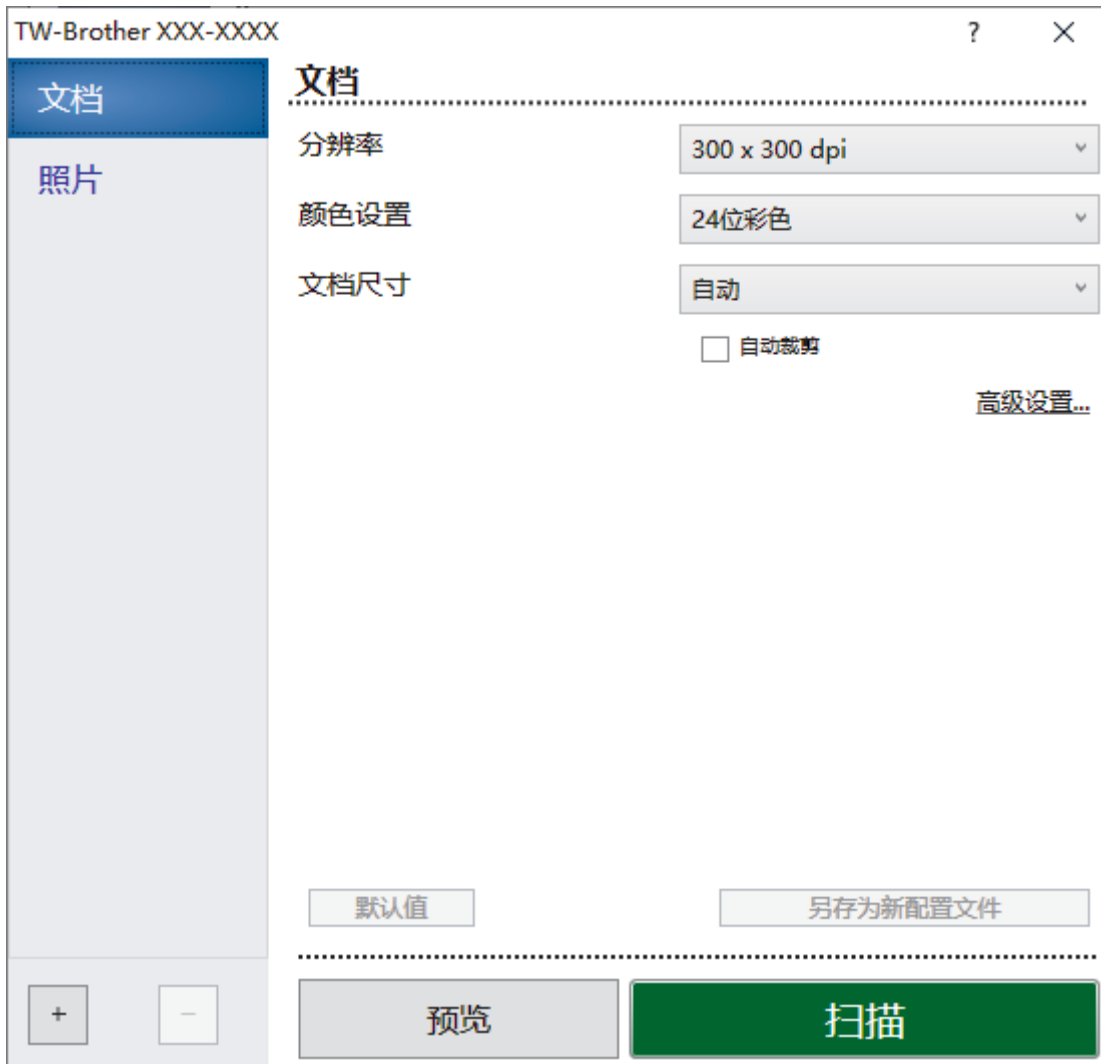 TW-Brother XXX-XXXX
?
文档
照片
文档
分辨率
300 x 300 dpi
颜色设置
24位彩色
文档尺寸
自动
自动裁剪
高级设置...
默认值
另存为新配置文件
+
−
预览
扫描